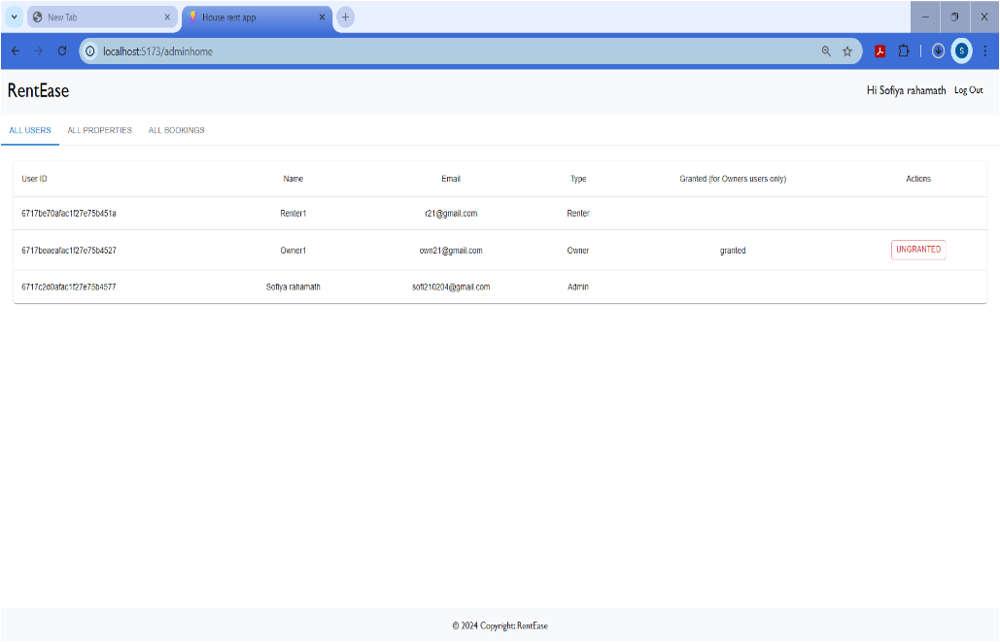 New Tab
House rent app
localhost:5173/adminhome
S
RentEase
Hi Sofiya rahamath Log Out
ALL USERS ALL PROPERTIES ALL BOOKINGS
User ID Name Email Type Granted (for Owners users only) Actions
6717be70afac1f27e75b451a Renter1 r21@gmail.com Renter
6717beaeafac1f27e75b4527 Owner1 own21@gmail.com Owner granted UNGRANTED
6717c2d0afac1f27e75b4577 Sofiya rahamath sofi210204@gmail.com Admin
© 2024 Copyright: RentEase